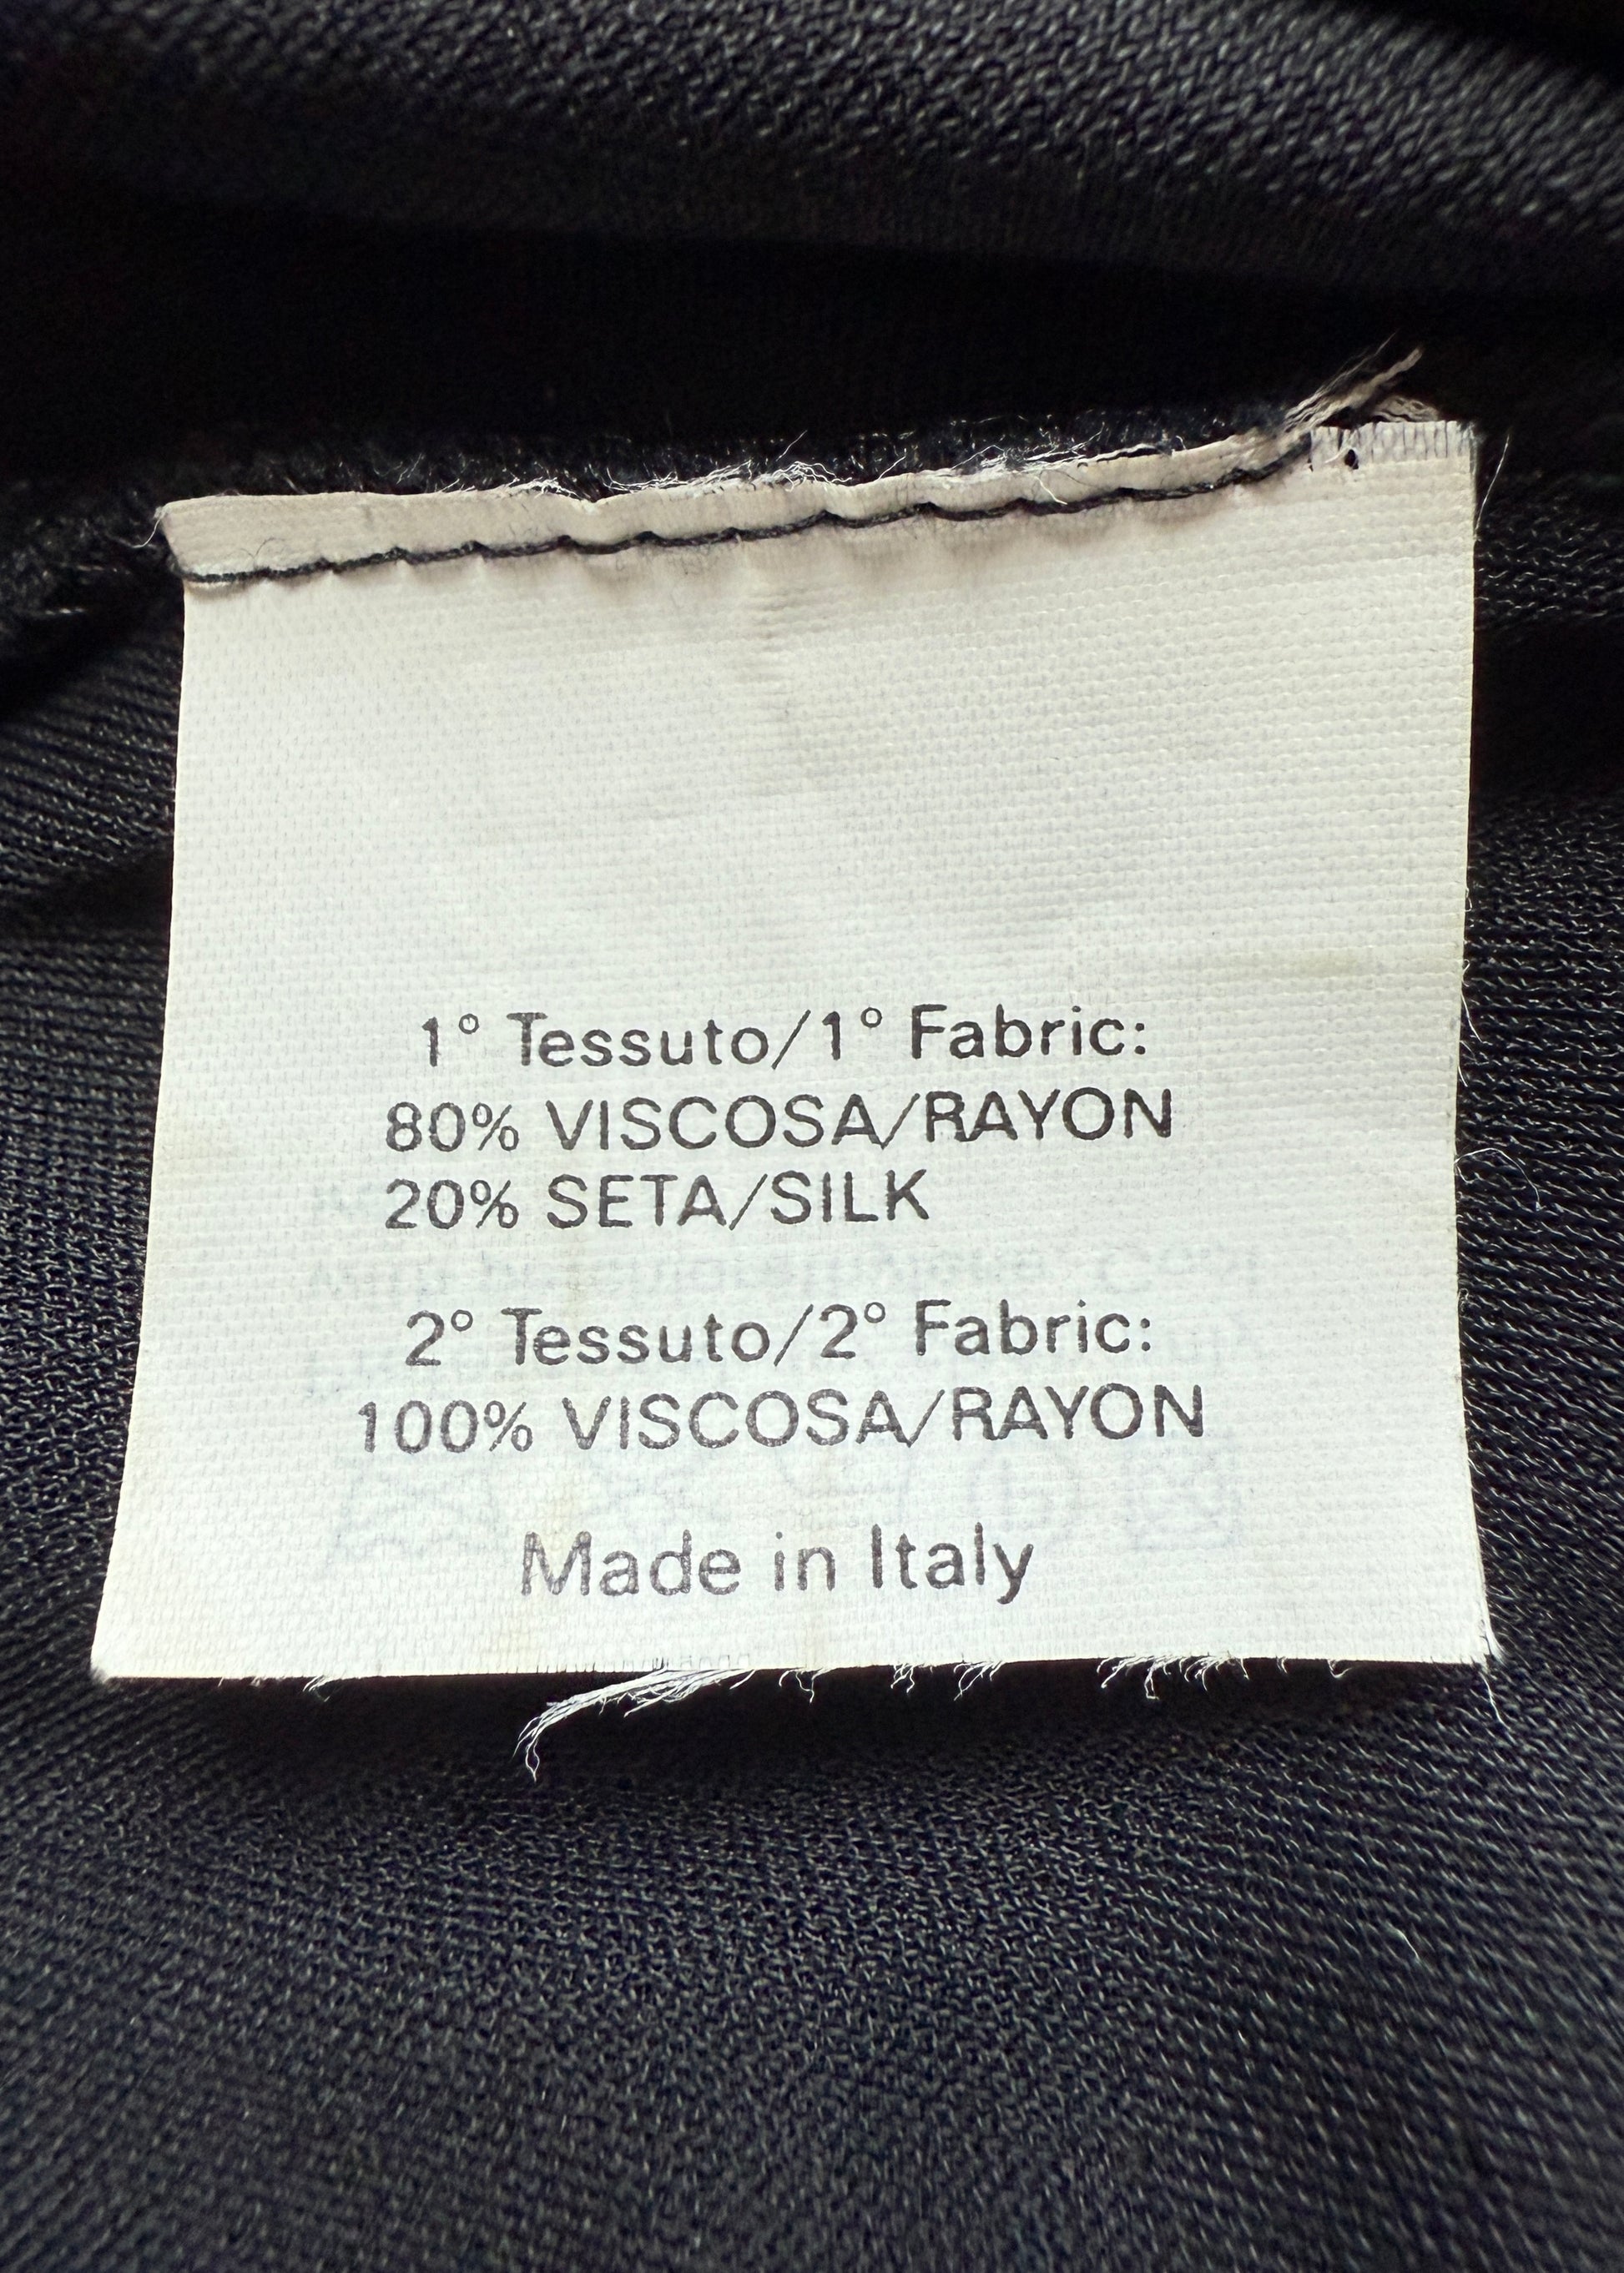 1° Tessuto/1° Fabric:
80% VISCOSA/RAYON
20% SETA/SILK
2° Tessuto/2° Fabric:
100% VISCOSA/RAYON
Made in Italy